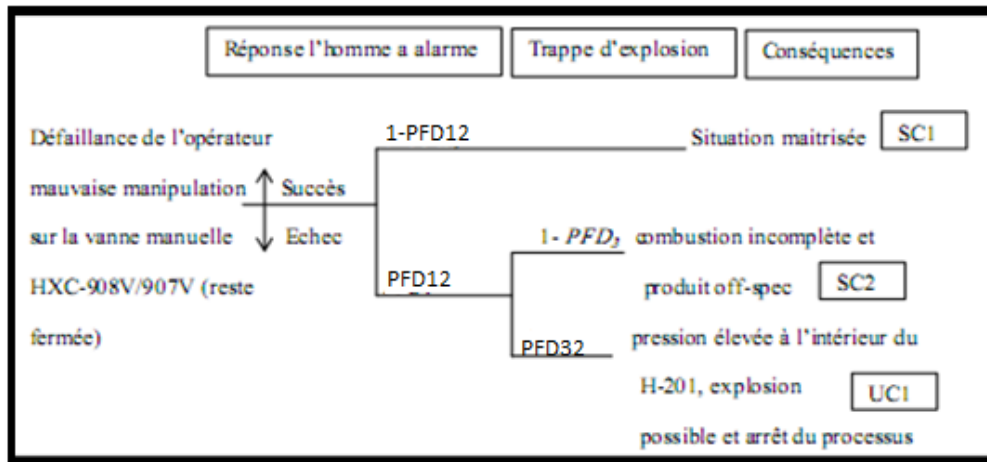 Réponse l'homme a alarme
Trappe d'explosion
Conséquences
Défaillance de l'opérateur
mauvaise manipulation
sur la vanne manuelle
HXC-908V/907V (reste
fermée)
Succès
Echec
1-PFD12
PFD12
Situation maitrisée
SC1
1- PFD₃
combustion incomplète et
produit off-spec
SC2
PFD32
pression élevée à l'intérieur du
H-201, explosion
UC1
possible et arrêt du processus